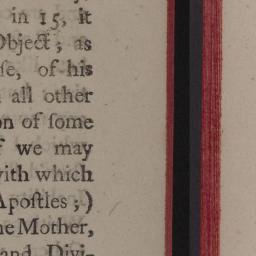 in 15, it
Object; as
ſe, of his
all other
on of ſome
f we may
with which
Apoſtles;)
he Mother,
and Divi-